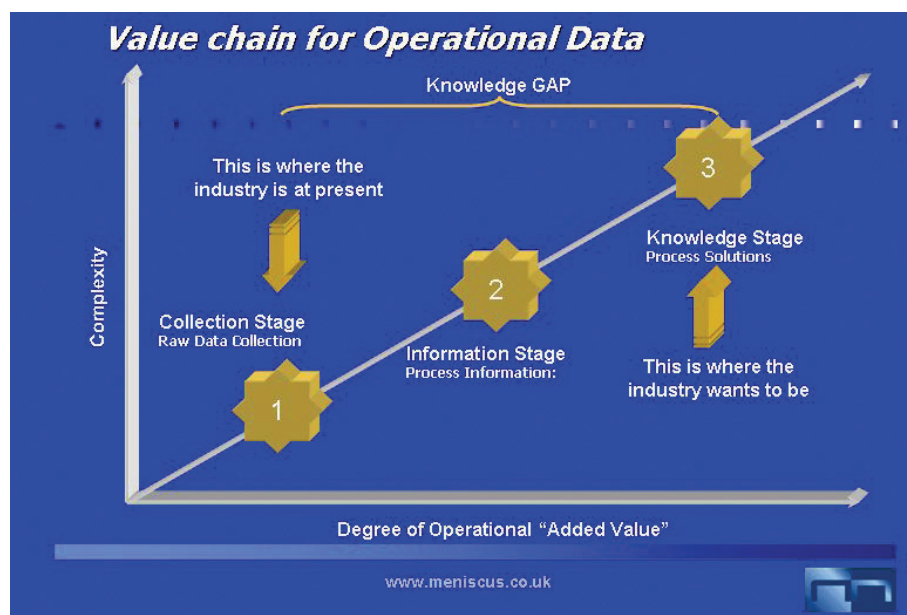 Value chain for Operational Data
Knowledge GAP
This is where the
industry is at present
3
Knowledge Stage
Process Solutions
2
Complexity
Collection Stage
Raw Data Collection
Information Stage
Process Information:
This is where the
industry wants to be
1
Degree of Operational “Added Value”
www.meniscus.co.uk